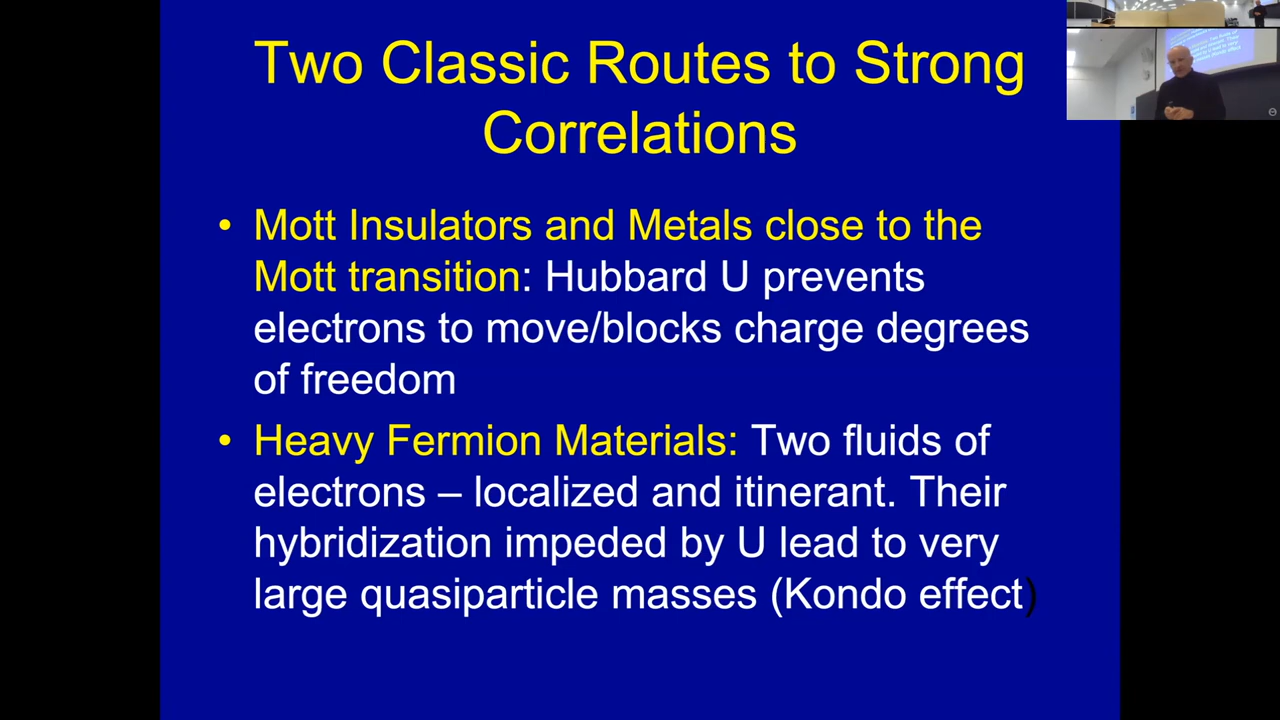 Two Classic Routes to Strong
Correlations
• Mott Insulators and Metals close to the
Mott transition: Hubbard U prevents
electrons to move/blocks charge degrees
of freedom
• Heavy Fermion Materials: Two fluids of
electrons – localized and itinerant. Their
hybridization impeded by U lead to very
large quasiparticle masses (Kondo effect)